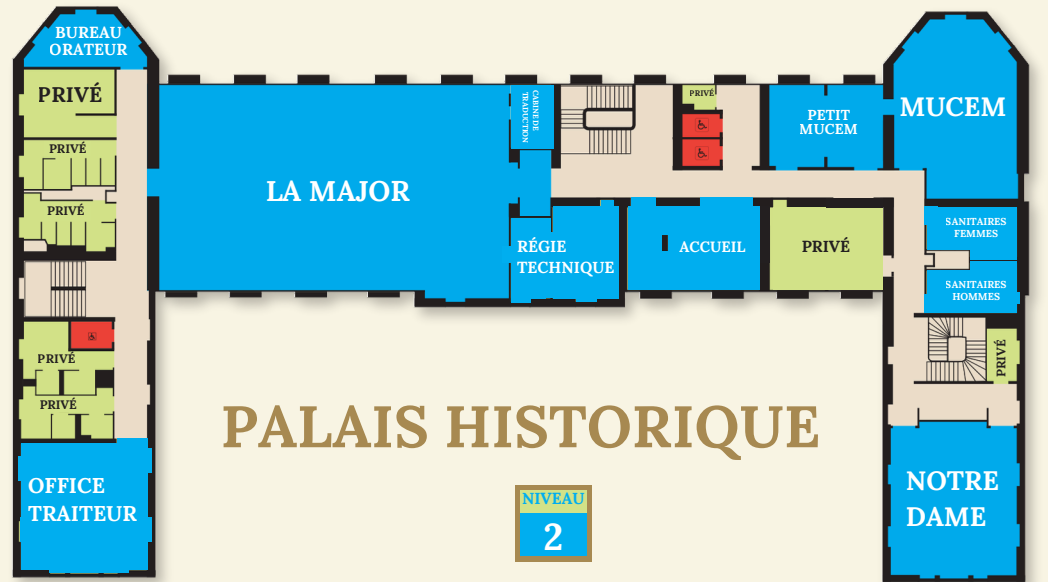 BUREAU
ORATEUR
PRIVÉ
PRIVÉ
PRIVÉ
PRIVÉ
PRIVÉ
OFFICE
TRAITEUR
LA MAJOR
CABINE DE
TRADUCTION
RÉGIE
TECHNIQUE
PRIVÉ
ACCUEIL
PETIT
MUCEM
PRIVÉ
MUCEM
SANITAIRES
FEMMES
SANITAIRES
HOMMES
PRIVÉ
NOTRE
DAME
PALAIS HISTORIQUE
NIVEAU
2